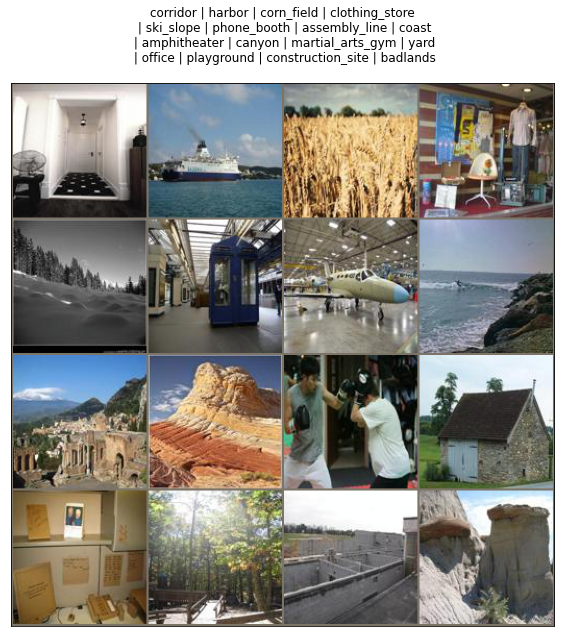 corridor | harbor | corn_field | clothing_store
| ski_slope | phone_booth | assembly_line | coast
| amphitheater | canyon | martial_arts_gym | yard
| office | playground | construction_site | badlands